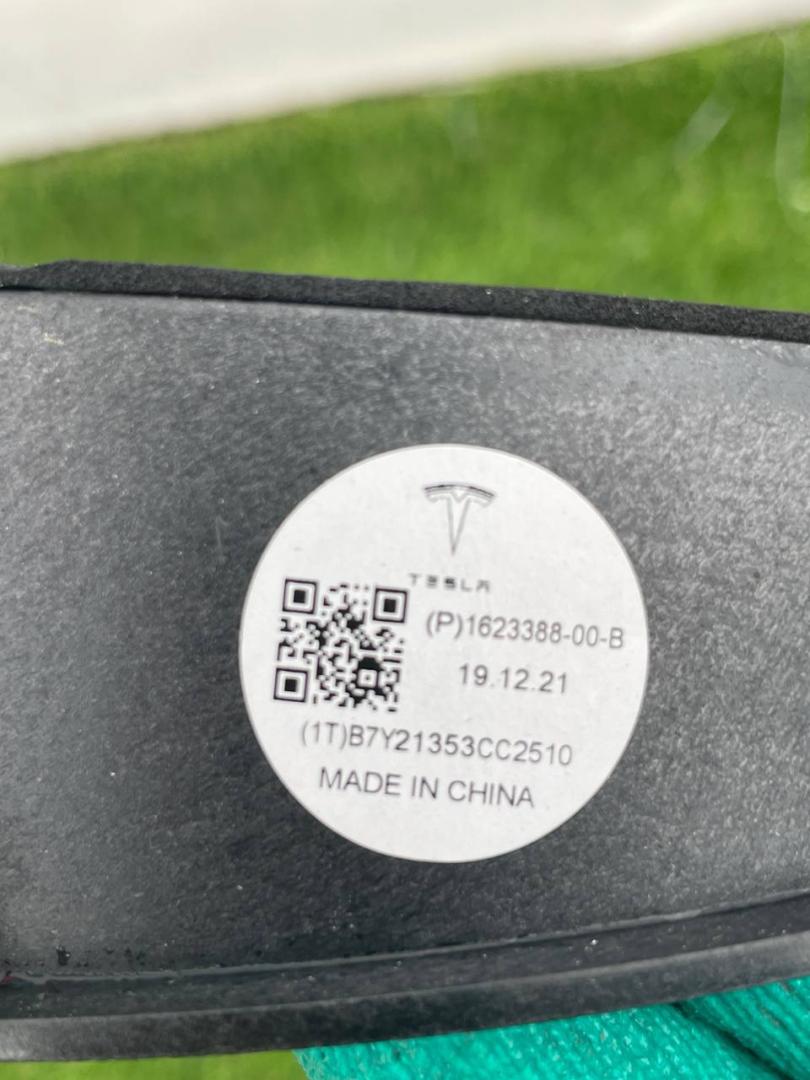 TESLA
(P)1623388-00-B
19.12.21
(1T)B7Y21353CC2510
MADE IN CHINA